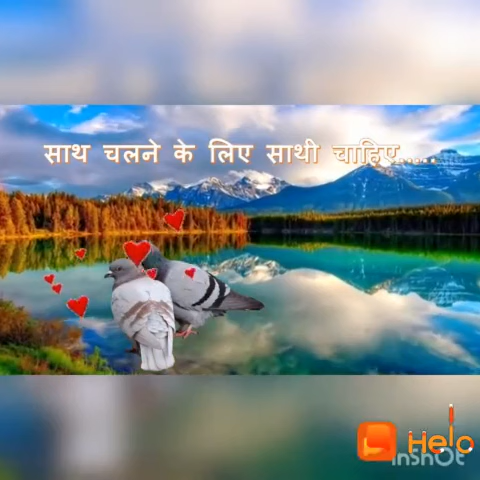 साथ चलने के लिए साथी चाहिए.....
Helo
InShOt